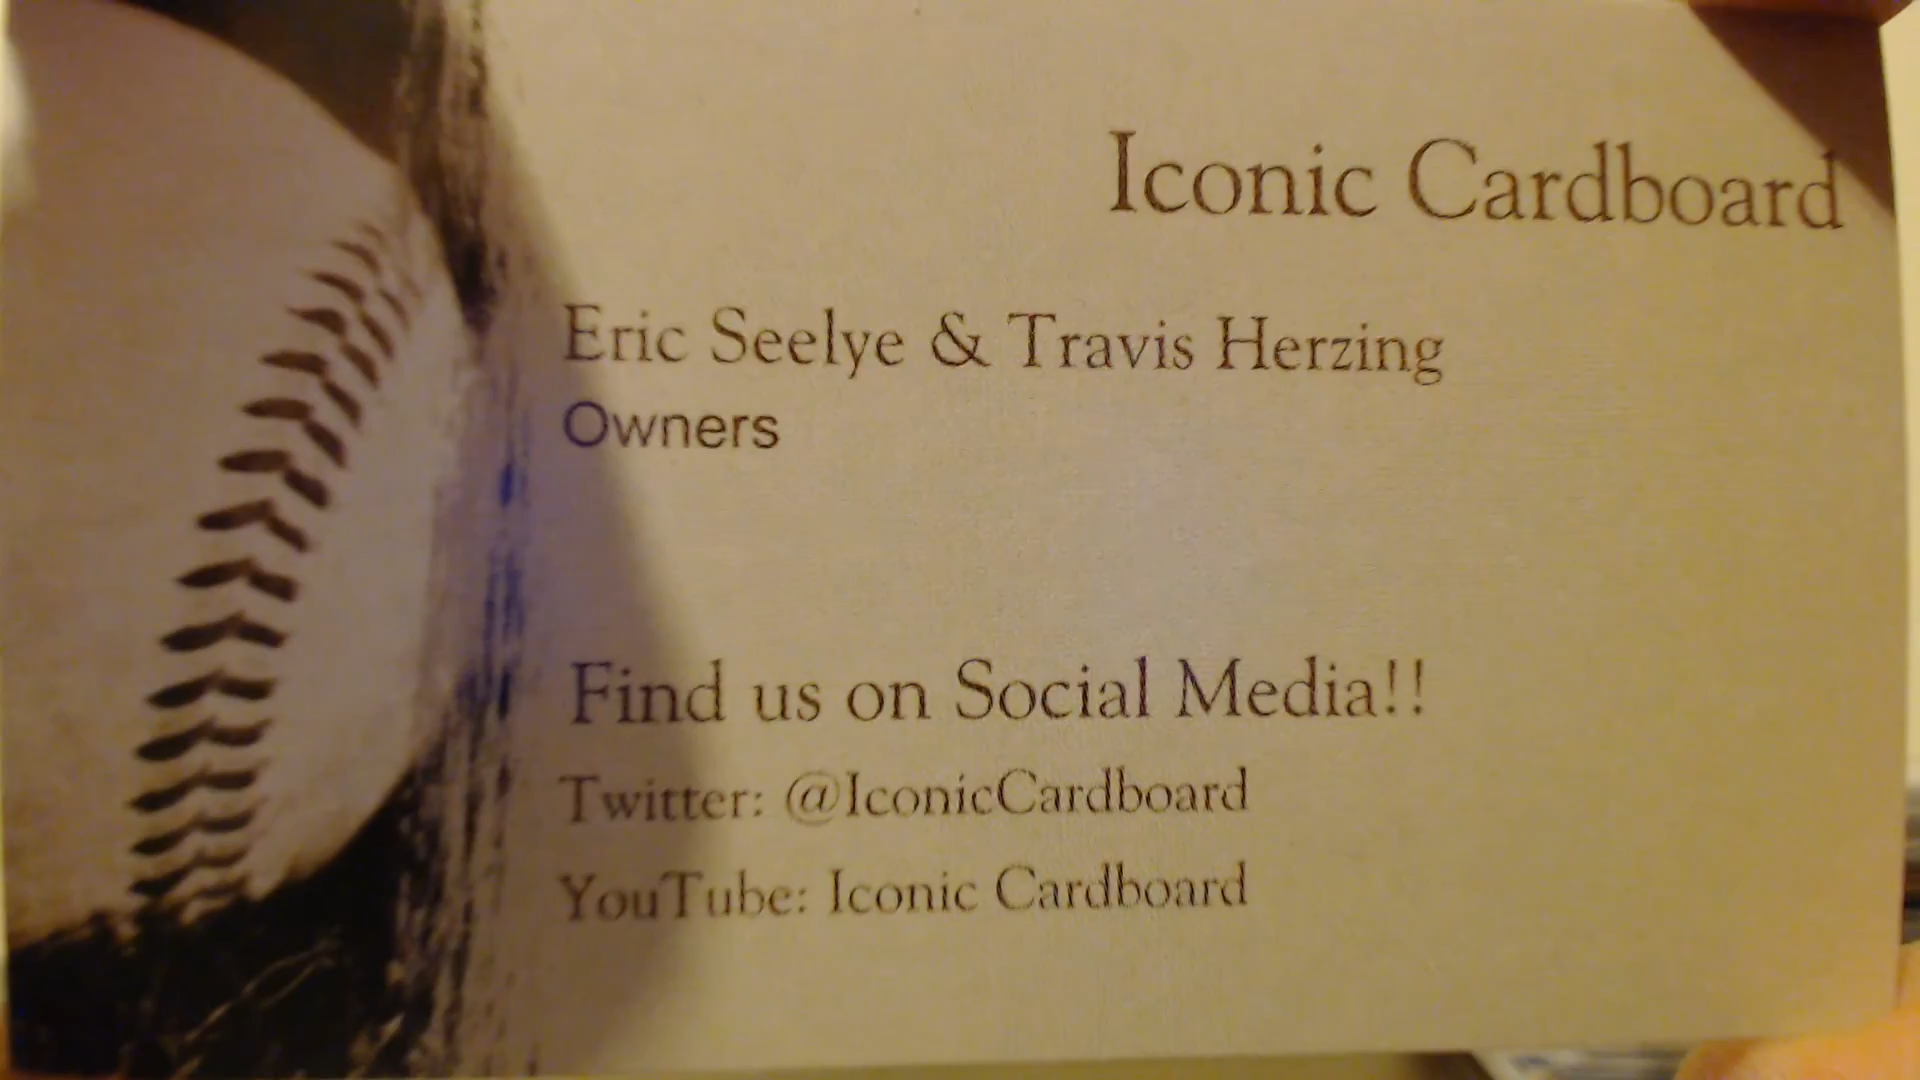 Iconic Cardboard
Eric Seelye & Travis Herzing
Owners
Find us on Social Media!!
Twitter: @IconicCardboard
YouTube: Iconic Cardboard